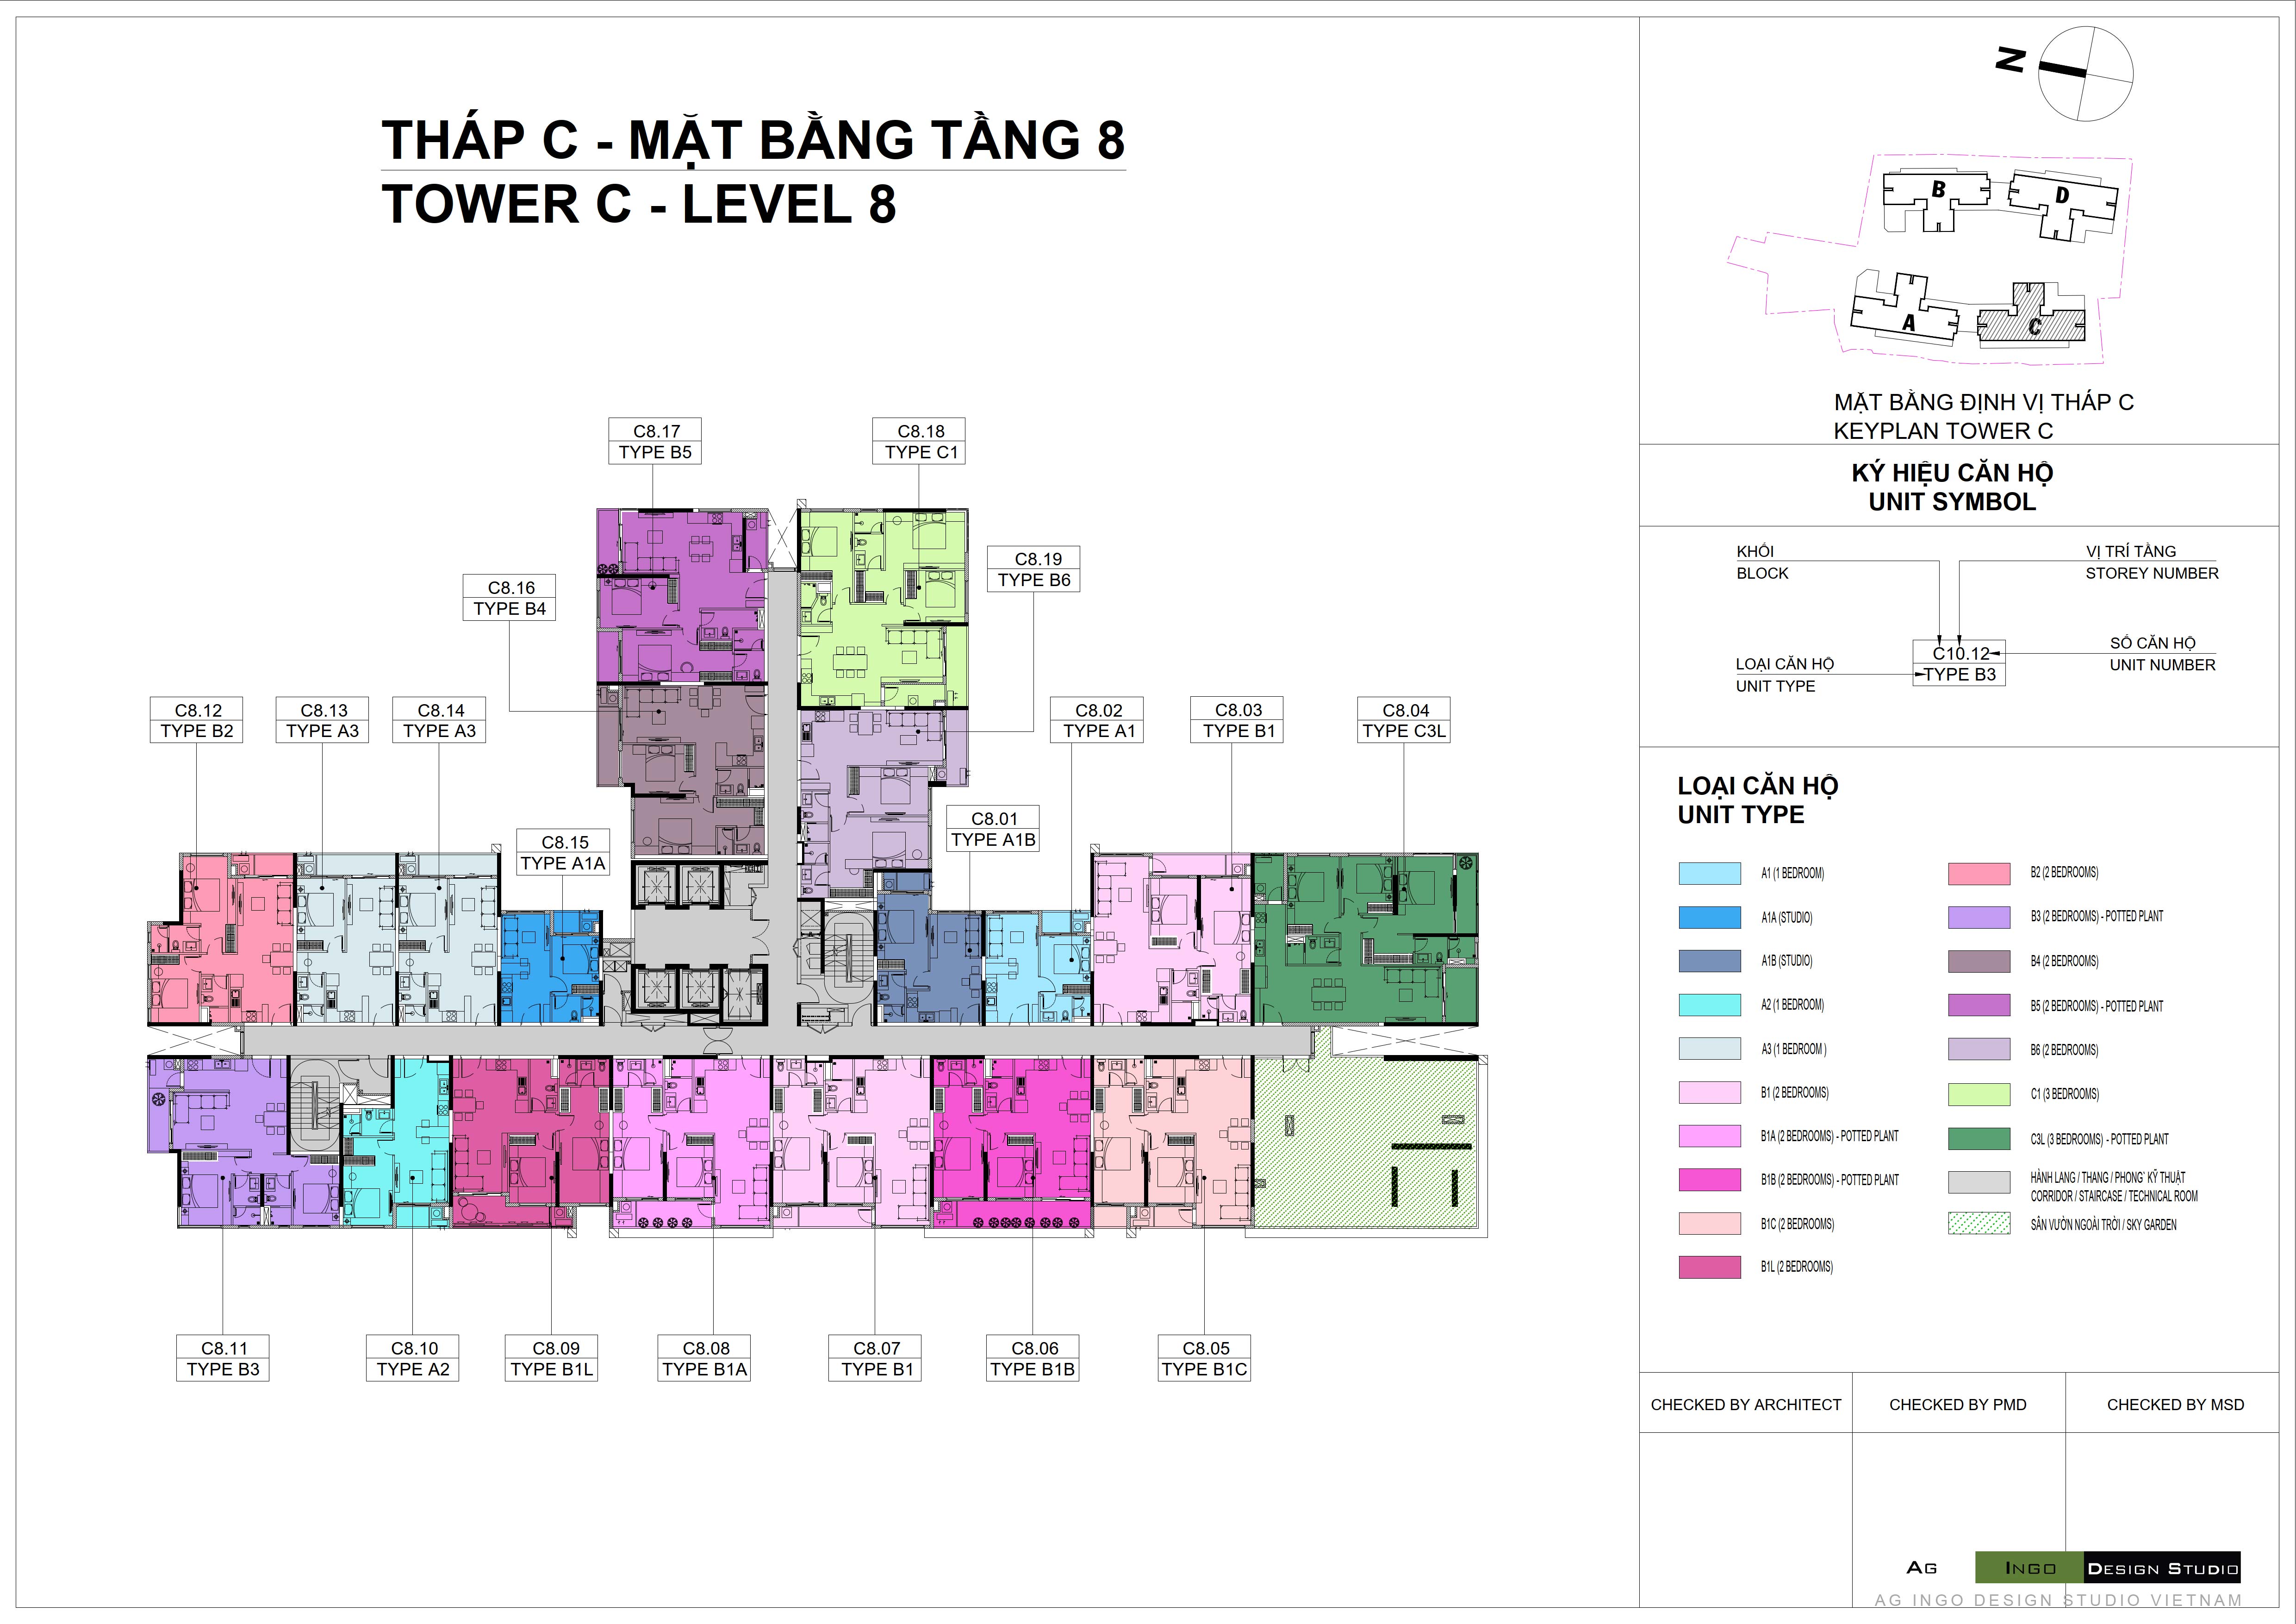 THÁP C - MẶT BẰNG TẦNG 8
TOWER C - LEVEL 8
C8.17
TYPE B5
C8.18
TYPE C1
C8.19
TYPE B6
C8.16
TYPE B4
C8.12
TYPE B2
C8.13
TYPE A3
C8.14
TYPE A3
C8.15
TYPE A1A
C8.01
TYPE A1B
C8.02
TYPE A1
C8.03
TYPE B1
C8.04
TYPE C3L
C8.11
TYPE B3
C8.10
TYPE A2
C8.09
TYPE B1L
C8.08
TYPE B1A
C8.07
TYPE B1
C8.06
TYPE B1B
C8.05
TYPE B1C
N
B
D
A
C
MẶT BẰNG ĐỊNH VỊ THÁP C
KEYPLAN TOWER C
KÝ HIỆU CĂN HỘ
UNIT SYMBOL
KHỐI
BLOCK
VỊ TRÍ TẦNG
STOREY NUMBER
LOẠI CĂN HỘ
UNIT TYPE
C10.12
TYPE B3
SỐ CĂN HỘ
UNIT NUMBER
LOẠI CĂN HỘ
UNIT TYPE
A1 (1 BEDROOM)
A1A (STUDIO)
A1B (STUDIO)
A2 (1 BEDROOM)
A3 (1 BEDROOM )
B1 (2 BEDROOMS)
B1A (2 BEDROOMS) - POTTED PLANT
B1B (2 BEDROOMS) - POTTED PLANT
B1C (2 BEDROOMS)
B1L (2 BEDROOMS)
B2 (2 BEDROOMS)
B3 (2 BEDROOMS) - POTTED PLANT
B4 (2 BEDROOMS)
B5 (2 BEDROOMS) - POTTED PLANT
B6 (2 BEDROOMS)
C1 (3 BEDROOMS)
C3L (3 BEDROOMS) - POTTED PLANT
HÀNH LANG / THANG / PHONG` KỸ THUẬT
CORRIDOR / STAIRCASE / TECHNICAL ROOM
SÂN VƯỜN NGOÀI TRỜI / SKY GARDEN
CHECKED BY ARCHITECT
CHECKED BY PMD
CHECKED BY MSD
AG INGO DESIGN STUDIO
AG INGO DESIGN STUDIO VIETNAM